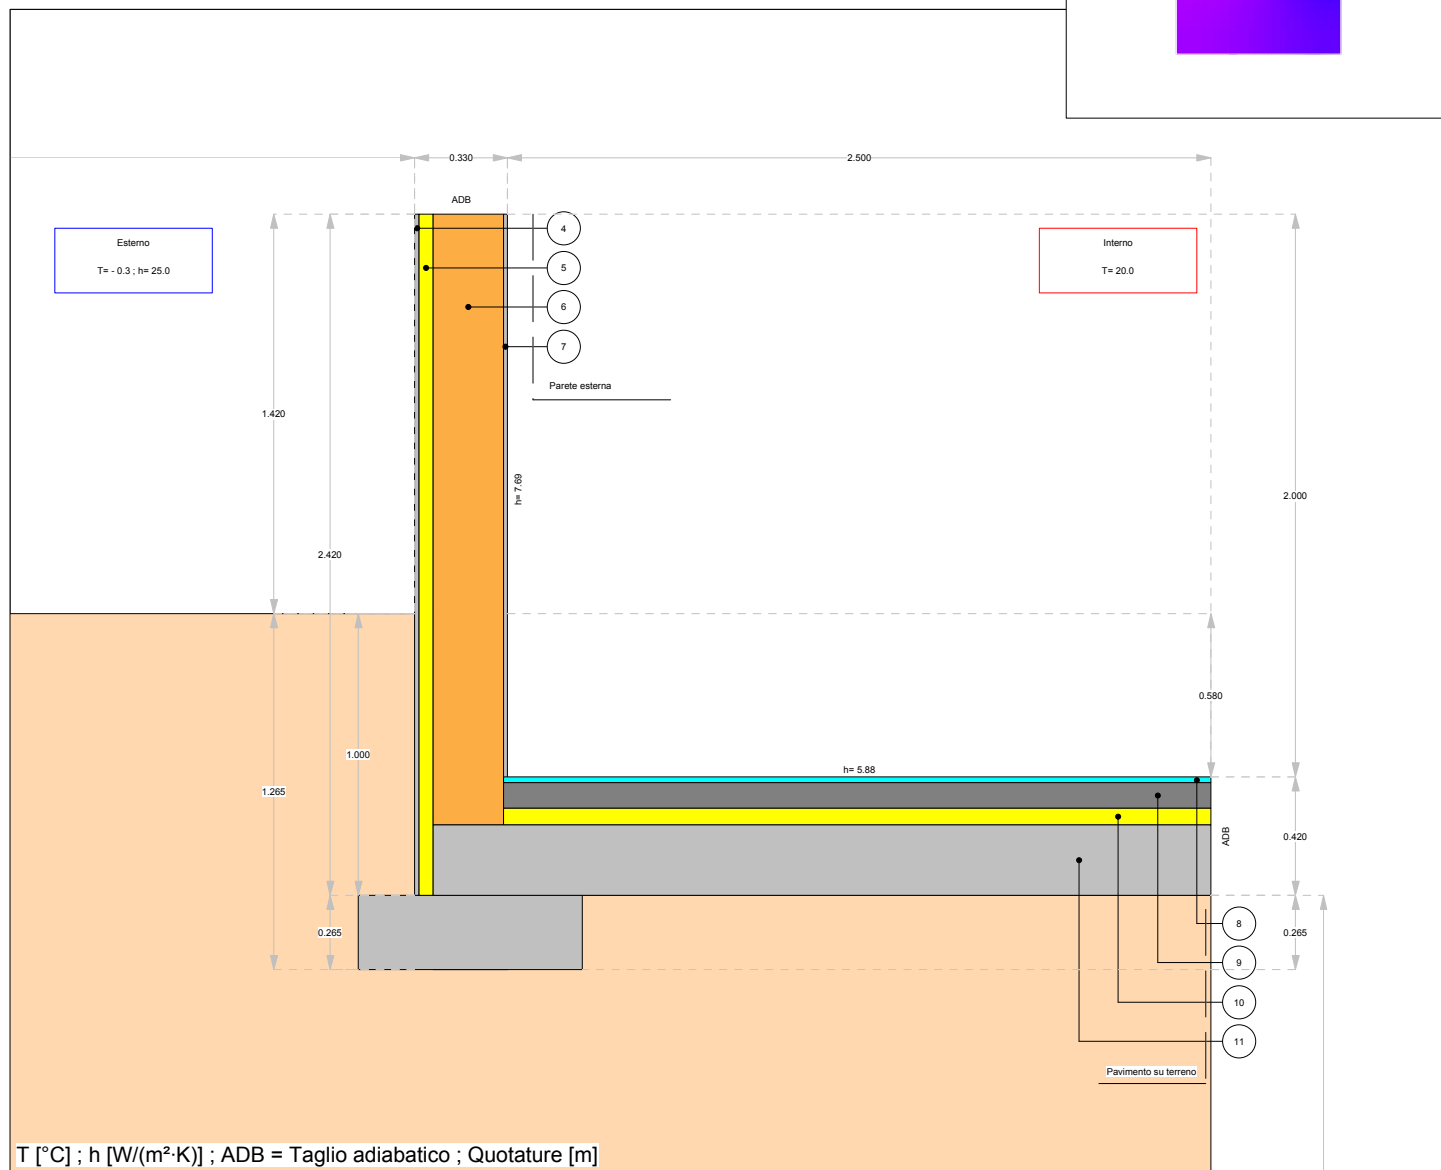 0.330
2.500
ADB
Esterno
T= - 0.3 ; h= 25.0
4
5
6
7
Parete esterna
Interno
T= 20.0
1.420
h= 7.69
2.000
2.420
0.580
1.000
1.265
h= 5.88
ADB
0.420
0.265
0.265
8
9
10
11
Pavimento su terreno
T [°C] ; h [W/(m²·K)] ; ADB = Taglio adiabatico ; Quotature [m]